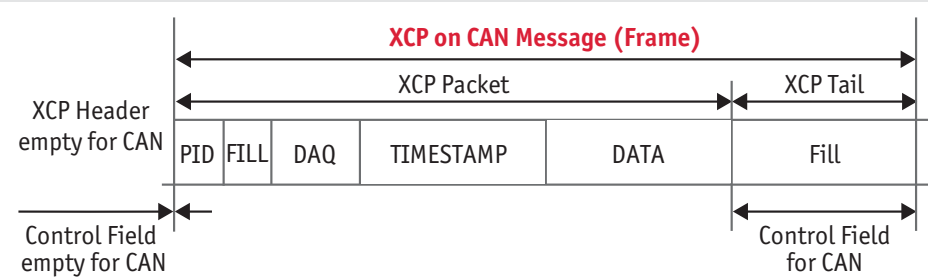 XCP on CAN Message (Frame)
XCP Packet
XCP Tail
XCP Header
empty for CAN
PID FILL DAQ TIMESTAMP DATA Fill
Control Field
empty for CAN
Control Field
for CAN